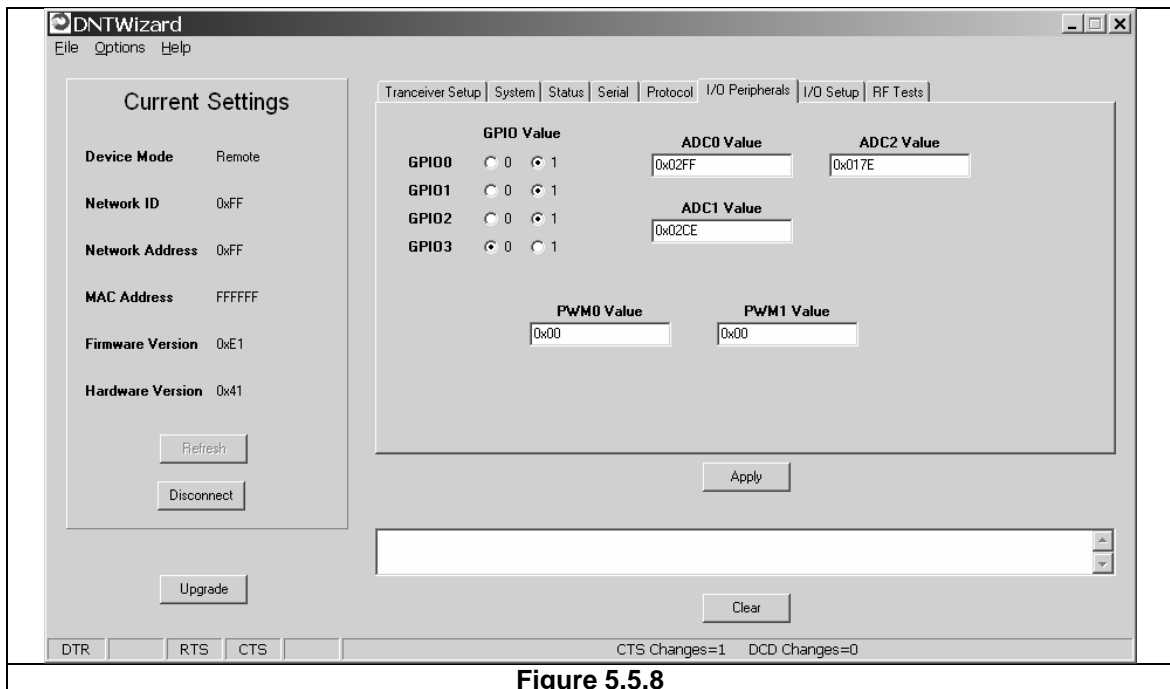 DNTWizard
File Options Help
Current Settings
Device Mode Remote
Network ID 0xFF
Network Address 0xFF
MAC Address FFFFFF
Firmware Version 0xE1
Hardware Version 0x41
Refresh
Disconnect
Upgrade
Tranceiver Setup System Status Serial Protocol I/O Peripherals I/O Setup RF Tests
GPIO Value
GPIO0 0 1
GPIO1 0 1
GPIO2 0 1
GPIO3 0 1
ADC0 Value ADC2 Value
0x02FF 0x017E
ADC1 Value
0x02CE
PWM0 Value PWM1 Value
0x00 0x00
Apply
Clear
DTR RTS CTS CTS Changes=1 DCD Changes=0
Figure 5.5.8